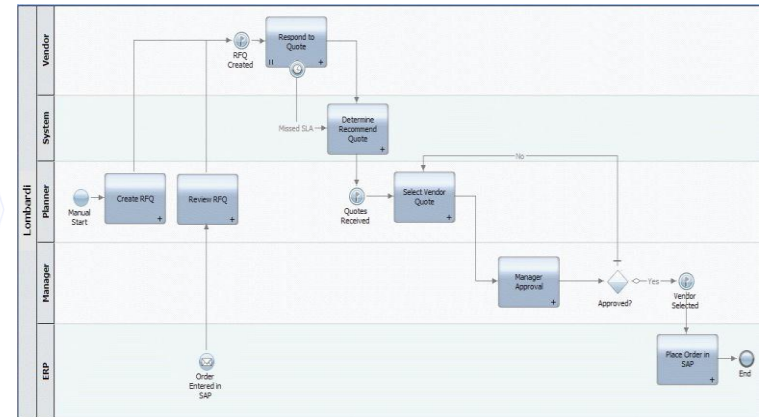 Lombardi
Vendor
RFQ
Created
Respond to
Quote
System
Missed SLA
Determine
Recommend
Quote
Planner
Manual
Start
Create RFQ
Review RFQ
Quotes
Received
Select Vendor
Quote
No
Manager
Manager
Approval
Approved?
Yes
Vendor
Selected
ERP
Order
Entered in
SAP
Place Order in
SAP
End